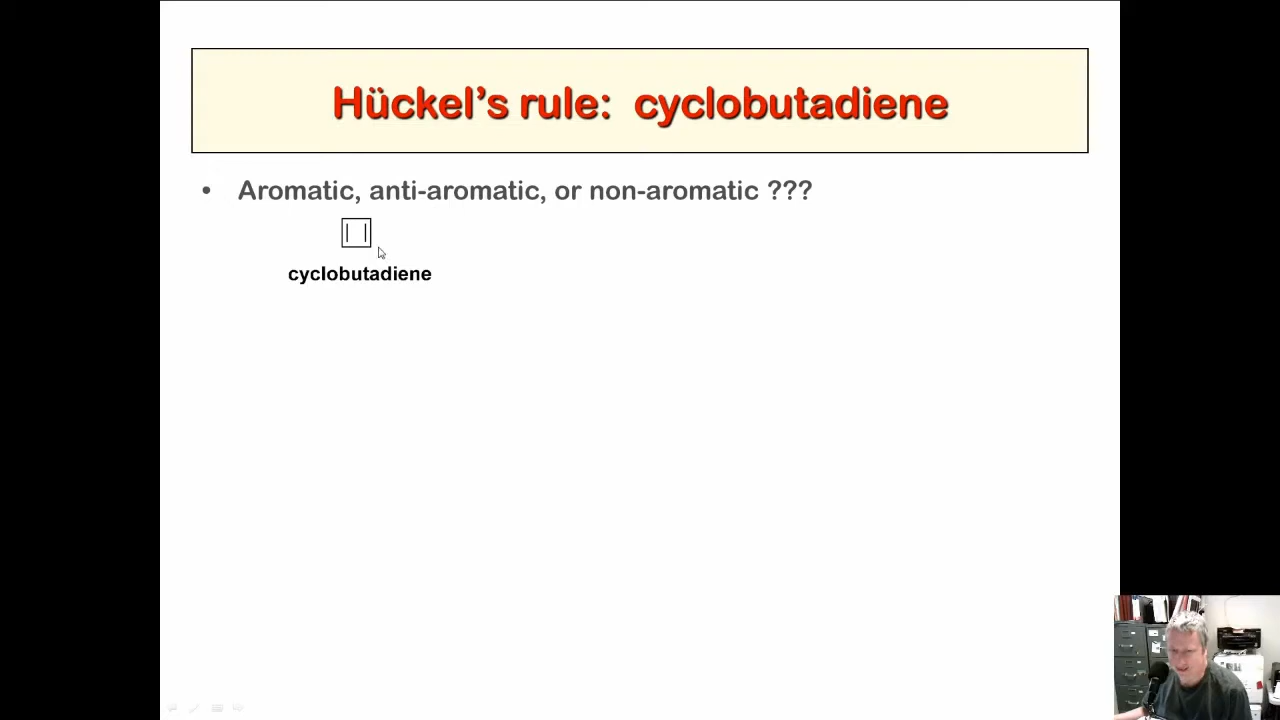 Hückel’s rule: cyclobutadiene
• Aromatic, anti-aromatic, or non-aromatic ???
cyclobutadiene